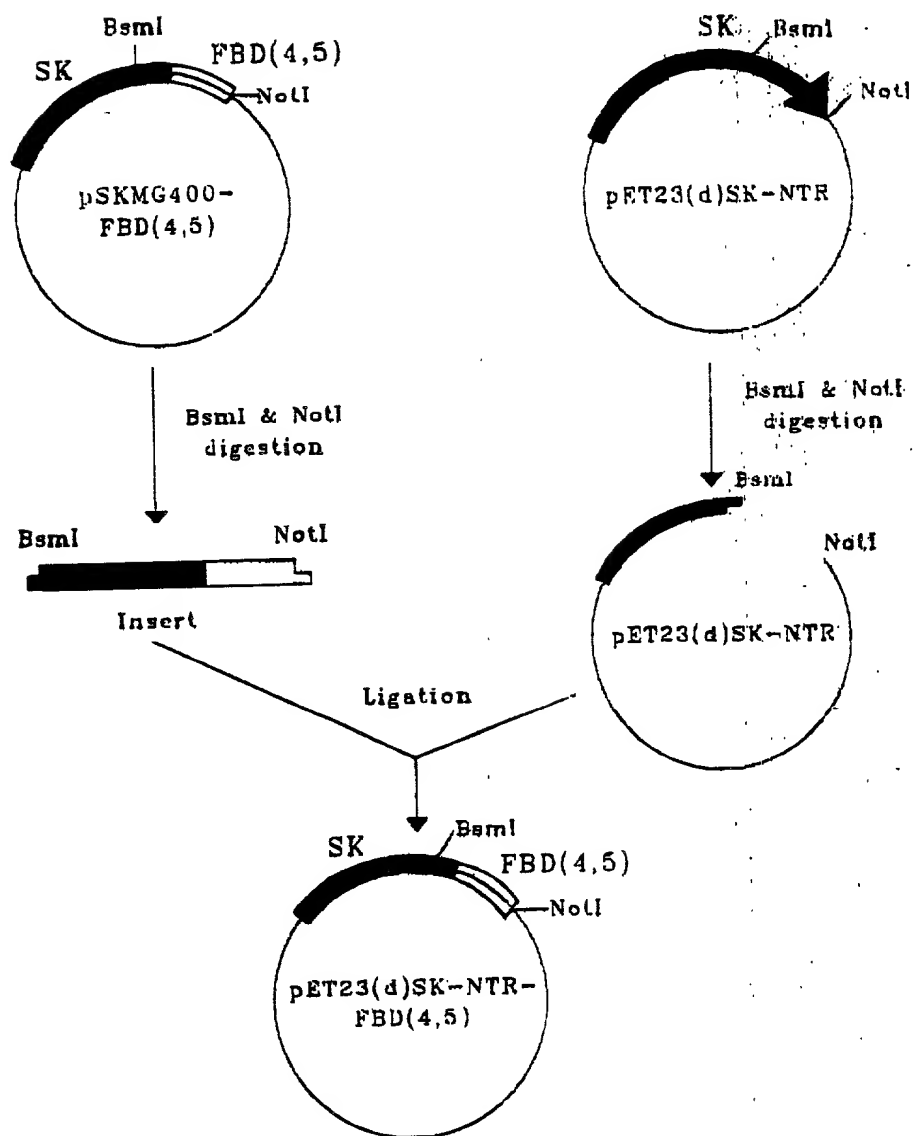 BsmI
FBD(4,5)
SK
NotI
pSKMG400-
FBD(4,5)
SK
BsmI
NotI
pET23(d)SK-NTR
BsmI & NotI
digestion
BsmI & NotI
digestion
BsmI
NotI
Insert
BsmI
NotI
pET23(d)SK-NTR
Ligation
SK
BsmI
FBD(4,5)
NotI
pET23(d)SK-NTR-
FBD(4,5)